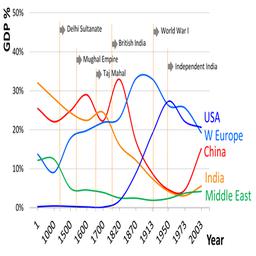 GDP %
50%
40%
30%
20%
10%
0%
Delhi Sultanate
Mughal Empire
Taj Mahal
British India
World War I
Independent India
USA
W Europe
China
India
Middle East
1
1000
1500
1600
1700
1820
1870
1913
1950
1973
2003
Year